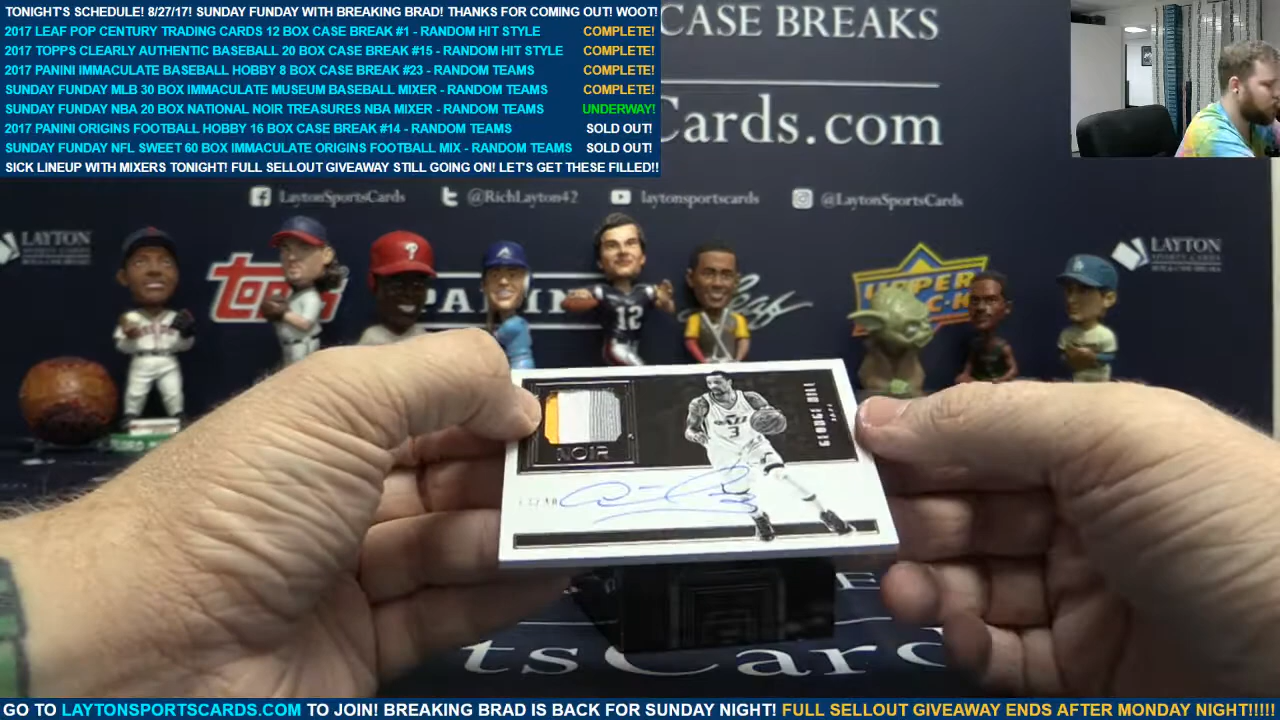 TONIGHT'S SCHEDULE! 8/27/17! SUNDAY FUNDAY WITH BREAKING BRAD! THANKS FOR COMING OUT! WOOT!
2017 LEAF POP CENTURY TRADING CARDS 12 BOX CASE BREAK #1 - RANDOM HIT STYLE COMPLETE!
2017 TOPPS CLEARLY AUTHENTIC BASEBALL 20 BOX CASE BREAK #15 - RANDOM HIT STYLE COMPLETE!
2017 PANINI IMMACULATE BASEBALL HOBBY 8 BOX CASE BREAK #23 - RANDOM TEAMS COMPLETE!
SUNDAY FUNDAY MLB 30 BOX IMMACULATE MUSEUM BASEBALL MIXER - RANDOM TEAMS COMPLETE!
SUNDAY FUNDAY NBA 20 BOX NATIONAL NOIR TREASURES NBA MIXER - RANDOM TEAMS UNDERWAY!
2017 PANINI ORIGINS FOOTBALL HOBBY 16 BOX CASE BREAK #14 - RANDOM TEAMS SOLD OUT!
SUNDAY FUNDAY NFL SWEET 60 BOX IMMACULATE ORIGINS FOOTBALL MIX - RANDOM TEAMS SOLD OUT!
SICK LINEUP WITH MIXERS TONIGHT! FULL SELLOUT GIVEAWAY STILL GOING ON! LET'S GET THESE FILLED!!
CASE BREAKS
Cards.com
LaytonSportsCards @RichLayton42 laytonsportscards @LaytonSportsCards
LAYTON
LAYTON
topps
PANINI
leaf
UPPER
12
3
GEORGE HILL
NOIR
tsCard
GO TO LAYTONSPORTSCARDS.COM TO JOIN! BREAKING BRAD IS BACK FOR SUNDAY NIGHT! FULL SELLOUT GIVEAWAY ENDS AFTER MONDAY NIGHT!!!!!